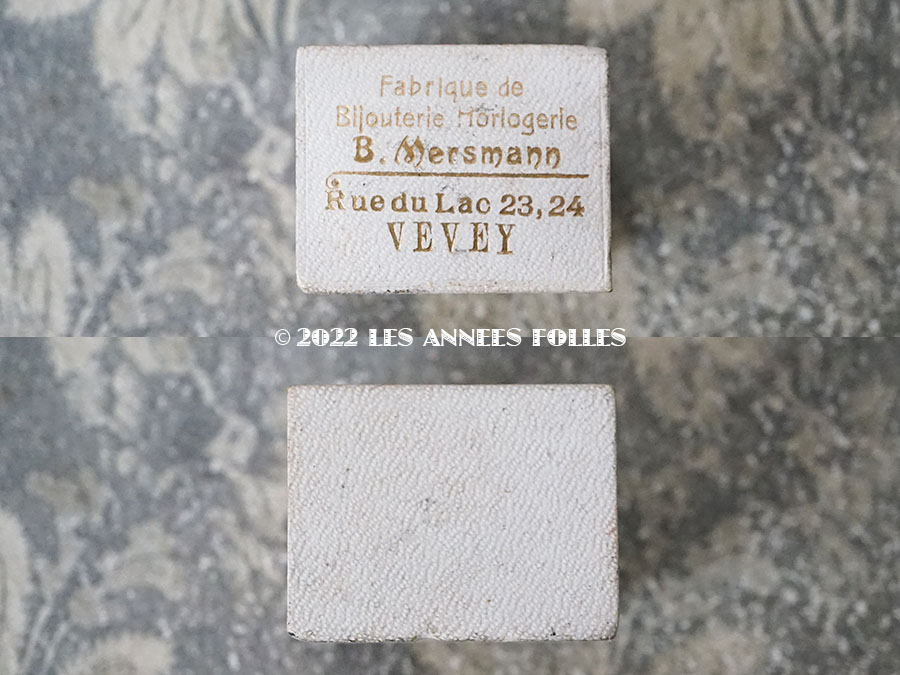 Fabrique de
Bijouterie Horlogerie
B. Mersmann
Rue du Lac 23, 24
VEVEY
© 2022 LES ANNEES FOLLES